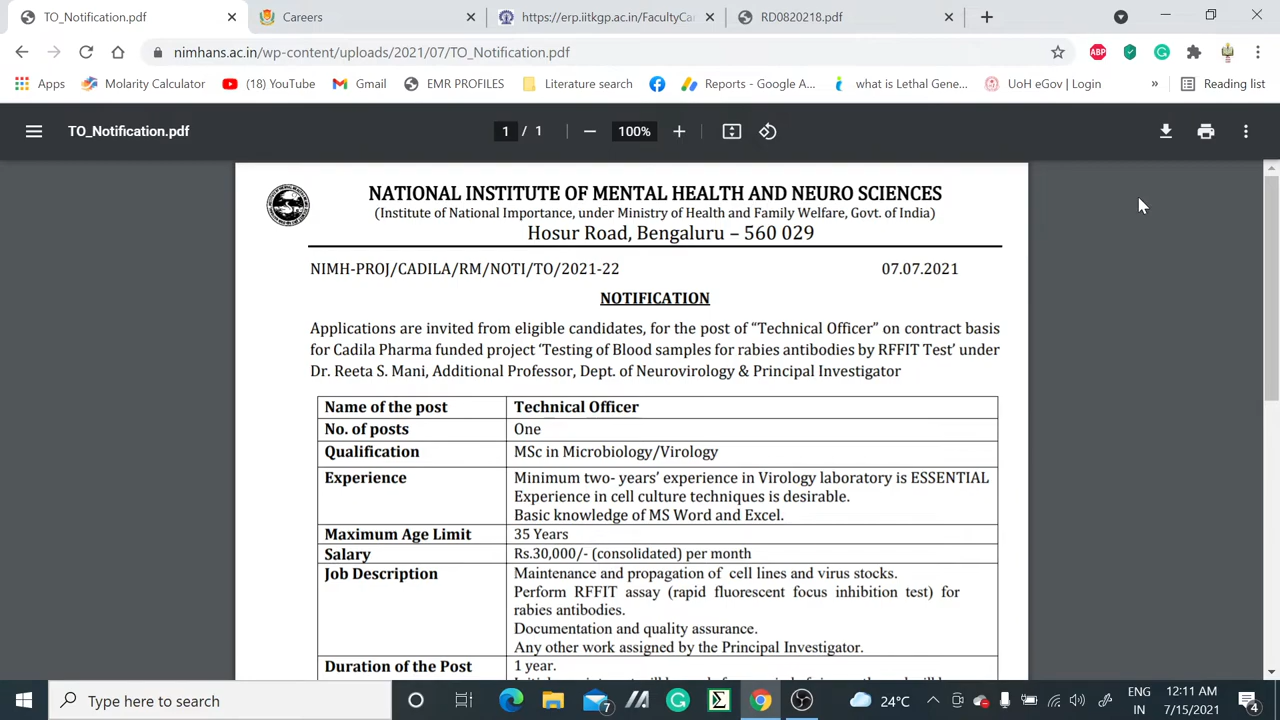 TO_Notification.pdf
Careers
https://erp.iitkgp.ac.in/FacultyCar
RD0820218.pdf
nimhans.ac.in/wp-content/uploads/2021/07/TO_Notification.pdf
ABP
Apps
Molarity Calculator
(18) YouTube
Gmail
EMR PROFILES
Literature search
Reports - Google A...
what is Lethal Gene...
UoH eGov | Login
»
Reading list
TO_Notification.pdf
1 / 1
100%
NATIONAL INSTITUTE OF MENTAL HEALTH AND NEURO SCIENCES
(Institute of National Importance, under Ministry of Health and Family Welfare, Govt. of India)
Hosur Road, Bengaluru – 560 029
NIMH-PROJ/CADILA/RM/NOTI/TO/2021-22 07.07.2021
NOTIFICATION
Applications are invited from eligible candidates, for the post of “Technical Officer” on contract basis
for Cadila Pharma funded project ‘Testing of Blood samples for rabies antibodies by RFFIT Test’ under
Dr. Reeta S. Mani, Additional Professor, Dept. of Neurovirology & Principal Investigator
Name of the post Technical Officer
No. of posts One
Qualification MSc in Microbiology/Virology
Experience Minimum two- years’ experience in Virology laboratory is ESSENTIAL
Experience in cell culture techniques is desirable.
Basic knowledge of MS Word and Excel.
Maximum Age Limit 35 Years
Salary Rs.30,000/- (consolidated) per month
Job Description Maintenance and propagation of cell lines and virus stocks.
Perform RFFIT assay (rapid fluorescent focus inhibition test) for
rabies antibodies.
Documentation and quality assurance.
Any other work assigned by the Principal Investigator.
Duration of the Post 1 year.
Type here to search
7
24°C
ENG
IN
12:11 AM
7/15/2021
4